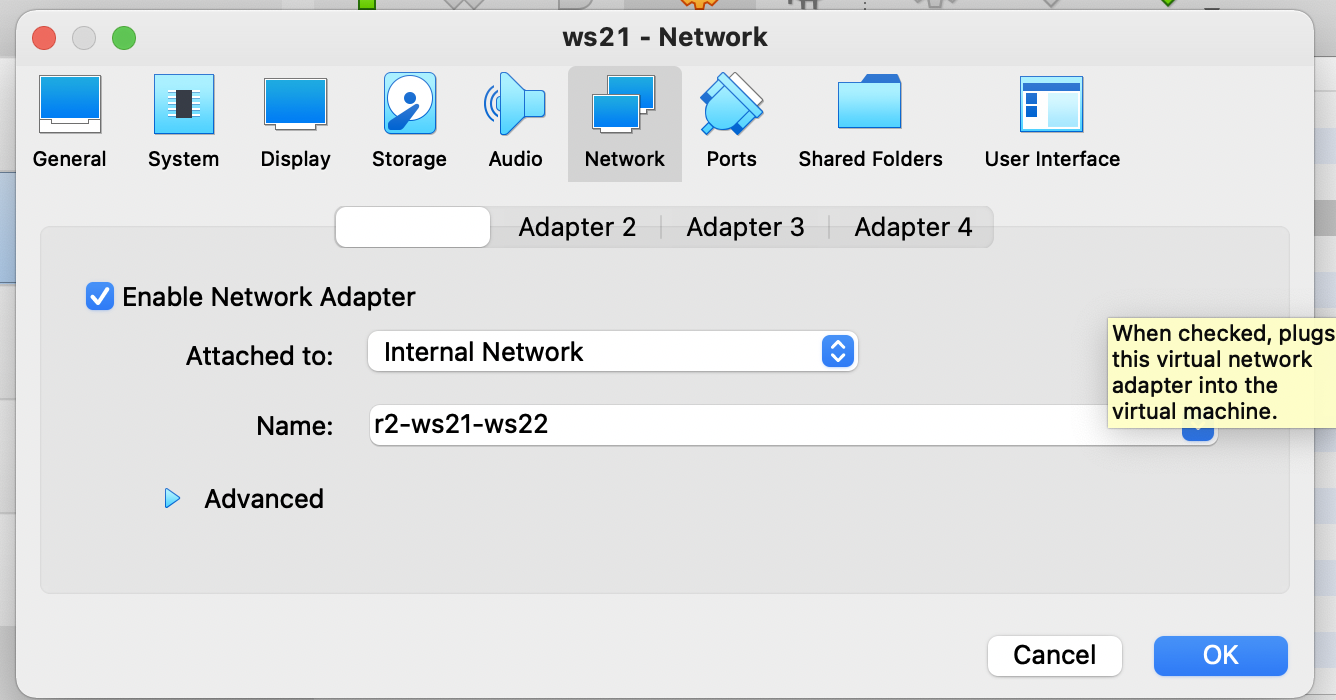 ws21 - Network
General
System
Display
Storage
Audio
Network
Ports
Shared Folders
User Interface
Adapter 2
Adapter 3
Adapter 4
Enable Network Adapter
Attached to:
Internal Network
When checked, plugs
this virtual network
adapter into the
virtual machine.
Name:
r2-ws21-ws22
Advanced
Cancel
OK